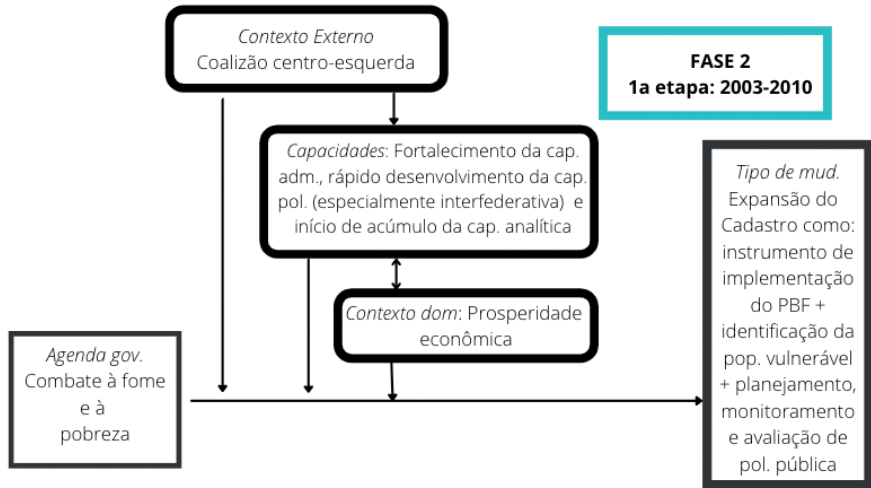 Contexto Externo
Coalizão centro-esquerda
FASE 2
1a etapa: 2003-2010
Capacidades: Fortalecimento da cap.
adm., rápido desenvolvimento da cap.
pol. (especialmente interfederativa) e
início de acúmulo da cap. analítica
Contexto dom: Prosperidade
econômica
Agenda gov.
Combate à fome
e à
pobreza
Tipo de mud.
Expansão do
Cadastro como:
instrumento de
implementação
do PBF +
identificação da
pop. vulnerável
+ planejamento,
monitoramento
e avaliação de
pol. pública